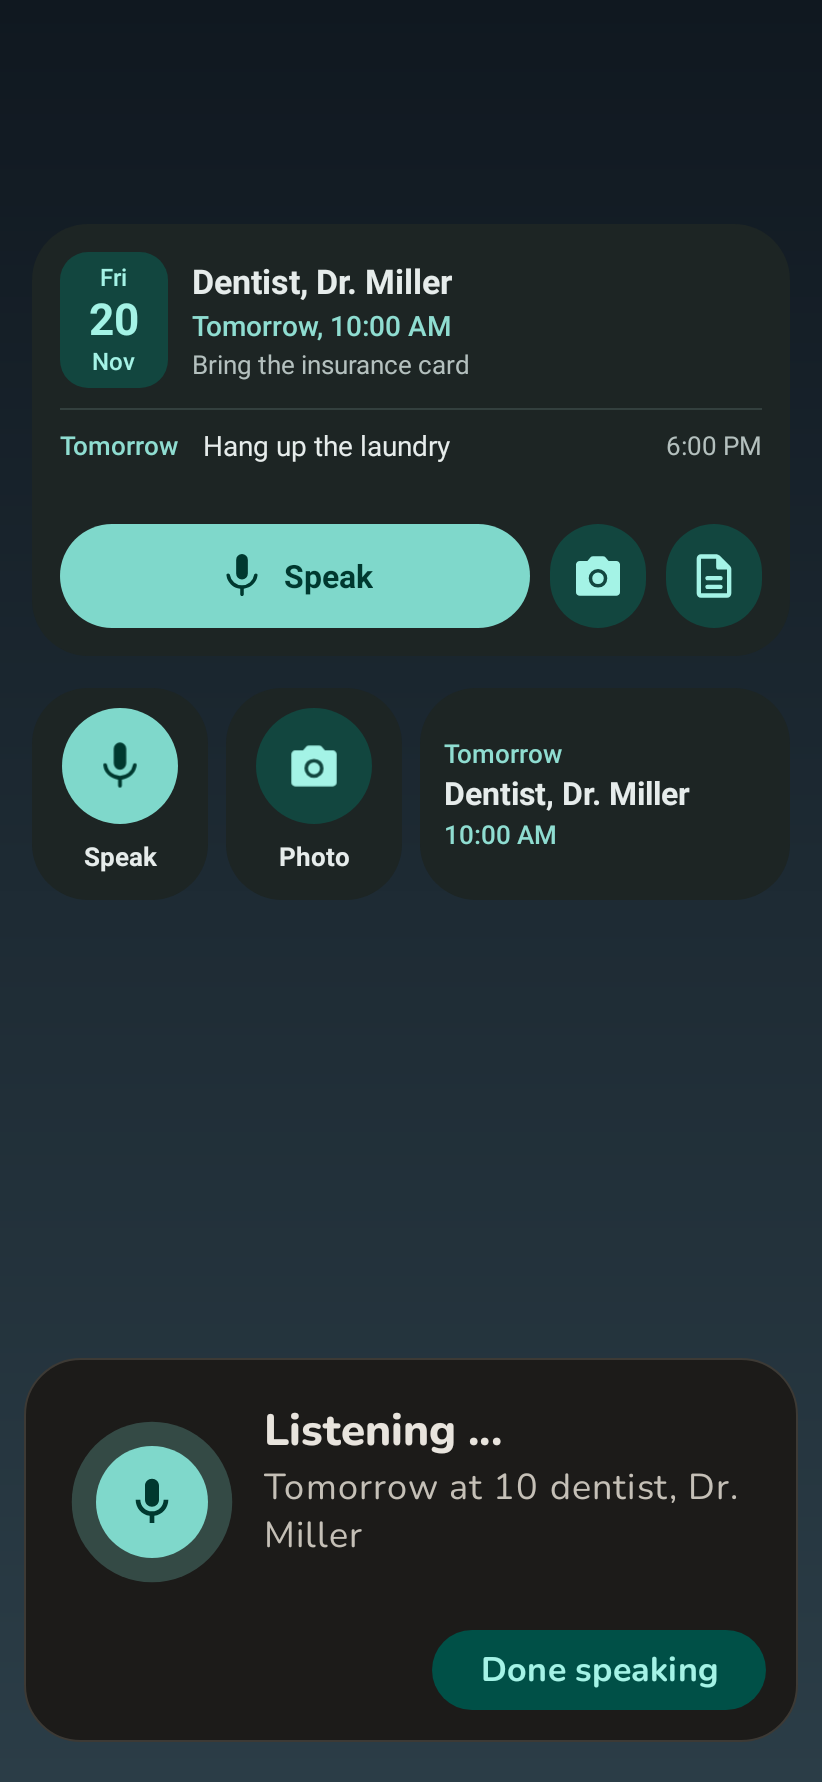 Fri
20
Nov
Dentist, Dr. Miller
Tomorrow, 10:00 AM
Bring the insurance card
Tomorrow Hang up the laundry 6:00 PM
Speak
Speak
Photo
Tomorrow
Dentist, Dr. Miller
10:00 AM
Listening ...
Tomorrow at 10 dentist, Dr.
Miller
Done speaking